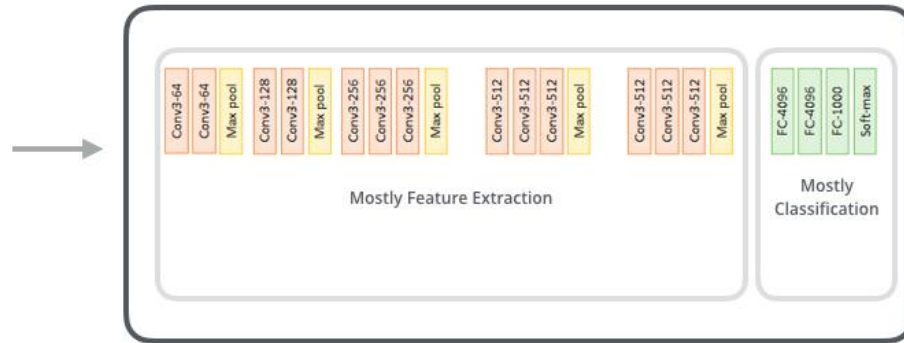 Conv3-64
Conv3-64
Max pool
Conv3-128
Conv3-128
Max pool
Conv3-256
Conv3-256
Conv3-256
Max pool
Conv3-512
Conv3-512
Conv3-512
Max pool
Conv3-512
Conv3-512
Conv3-512
Max pool
FC-4096
FC-4096
FC-1000
Soft-max
Mostly Feature Extraction
Mostly
Classification